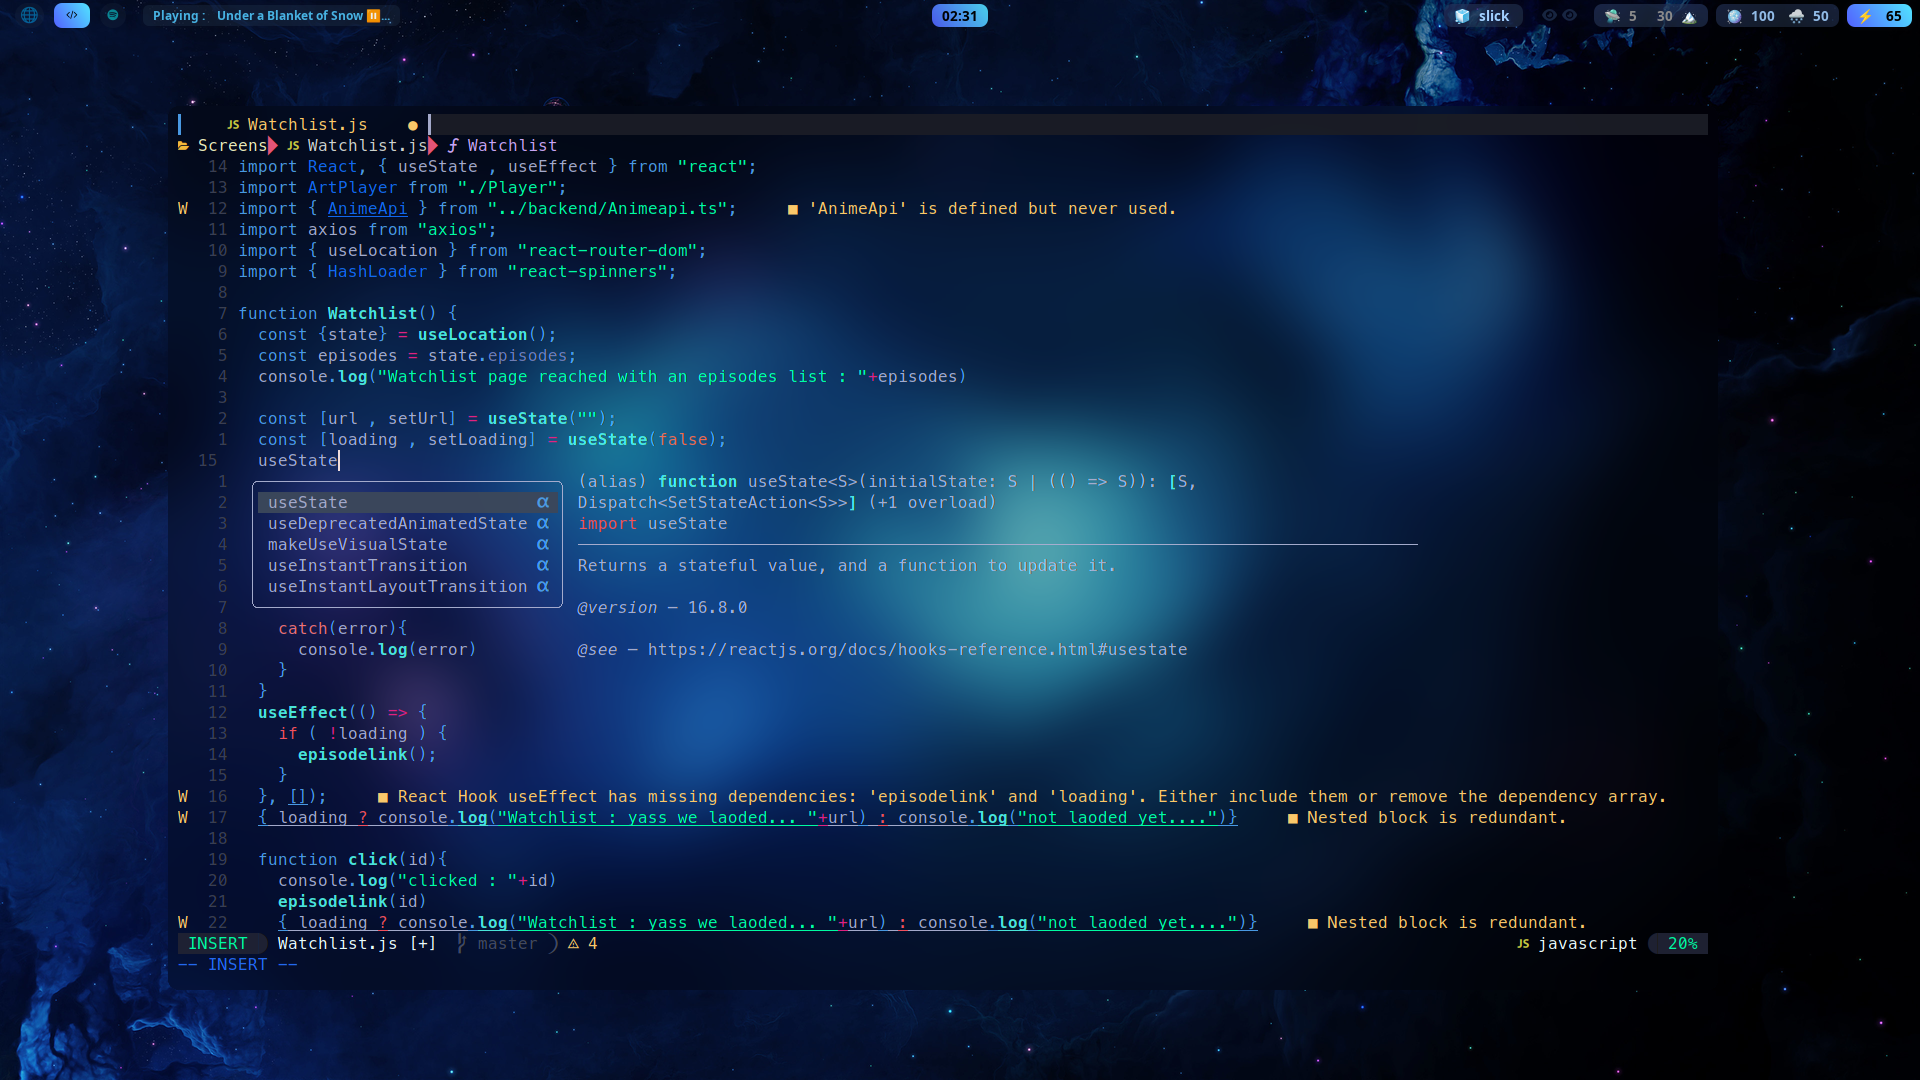 </> Playing : Under a Blanket of Snow ⏸️... 02:31 slick 5 30 100 50 ⚡ 65
JS Watchlist.js ●
Screens JS Watchlist.js ƒ Watchlist
14 import React, { useState , useEffect } from "react";
13 import ArtPlayer from "./Player";
W 12 import { AnimeApi } from "../backend/Animeapi.ts"; ■ 'AnimeApi' is defined but never used.
11 import axios from "axios";
10 import { useLocation } from "react-router-dom";
9 import { HashLoader } from "react-spinners";
8
7 function Watchlist() {
6 const {state} = useLocation();
5 const episodes = state.episodes;
4 console.log("Watchlist page reached with an episodes list : "+episodes)
3
2 const [url , setUrl] = useState("");
1 const [loading , setLoading] = useState(false);
15 useState
1 (alias) function useState<S>(initialState: S | (() => S)): [S,
2 useState α Dispatch<SetStateAction<S>>] (+1 overload)
3 useDeprecatedAnimatedState α import useState
4 makeUseVisualState α
5 useInstantTransition α Returns a stateful value, and a function to update it.
6 useInstantLayoutTransition α
7 @version — 16.8.0
8 catch(error){
9 console.log(error) @see — https://reactjs.org/docs/hooks-reference.html#usestate
10 }
11 }
12 useEffect(() => {
13 if ( !loading ) {
14 episodelink();
15 }
W 16 }, []); ■ React Hook useEffect has missing dependencies: 'episodelink' and 'loading'. Either include them or remove the dependency array.
W 17 { loading ? console.log("Watchlist : yass we laoded... "+url) : console.log("not laoded yet....")} ■ Nested block is redundant.
18
19 function click(id){
20 console.log("clicked : "+id)
21 episodelink(id)
W 22 { loading ? console.log("Watchlist : yass we laoded... "+url) : console.log("not laoded yet....")} ■ Nested block is redundant.
INSERT Watchlist.js [+] master ⚠ 4 JS javascript 20%
-- INSERT --